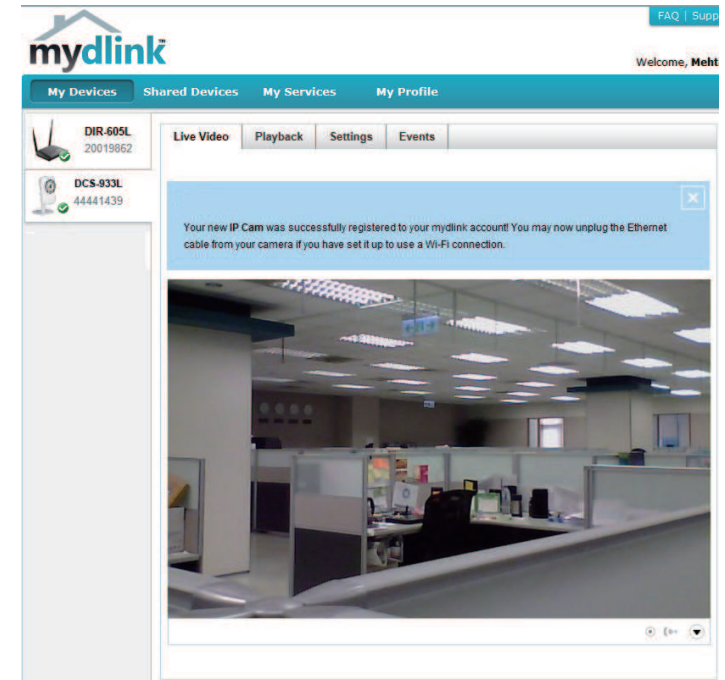 FAQ | Supp
mydlink
Welcome, Meht
My Devices Shared Devices My Services My Profile
DIR-605L
20019862
DCS-933L
44441439
Live Video Playback Settings Events
Your new IP Cam was successfully registered to your mydlink account! You may now unplug the Ethernet
cable from your camera if you have set it up to use a Wi-Fi connection.